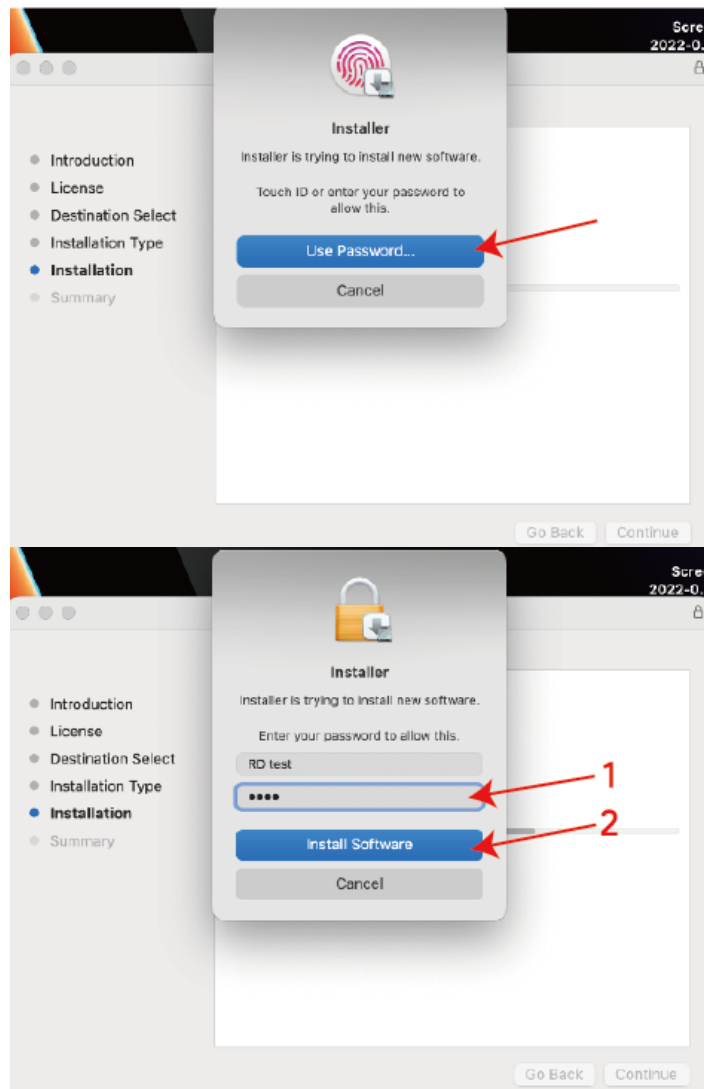 Scre
2022-0.
Installer
Installer is trying to install new software.
Touch ID or enter your password to
allow this.
Use Password...
Cancel
Introduction
License
Destination Select
Installation Type
Installation
Summary
Go Back
Continue
Scre
2022-0.
Installer
Installer is trying to install new software.
Enter your password to allow this.
RD test
••••
1
Install Software
2
Cancel
Introduction
License
Destination Select
Installation Type
Installation
Summary
Go Back
Continue